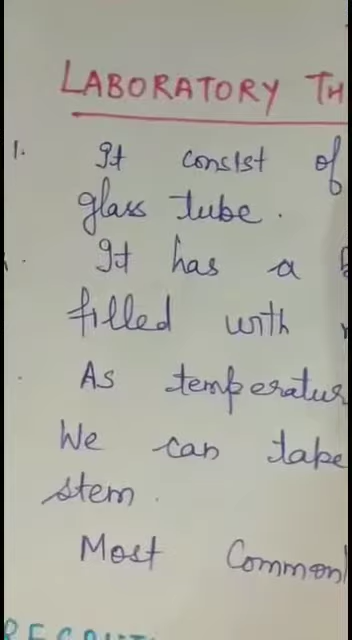 LABORATORY TH
1. It consist of
glass tube.
It has a
filled with
As temperatur
We can take
stem.
Most Common
PRECAUTI